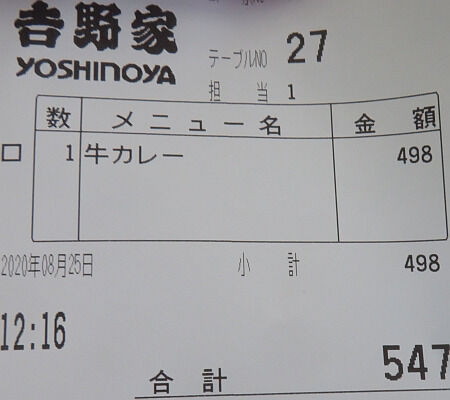 吉野家
YOSHINOYA
テーブルNO 27
担当 1
数 メニュー名 金額
口 1 牛カレー 498
2020年08月25日 小計 498
12:16
合計 547